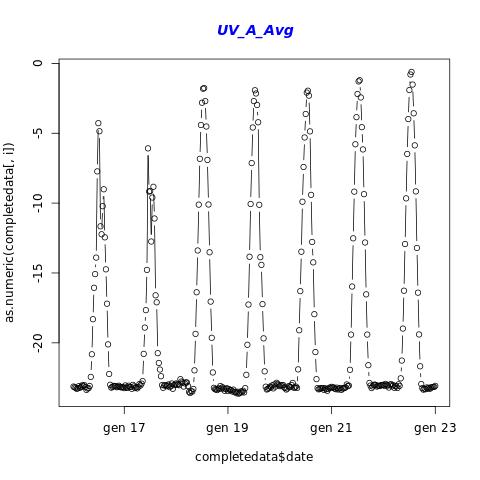 UV_A_Avg
as.numeric(completedata[, i])
0
-5
-10
-15
-20
gen 17
gen 19
gen 21
gen 23
completedata$date